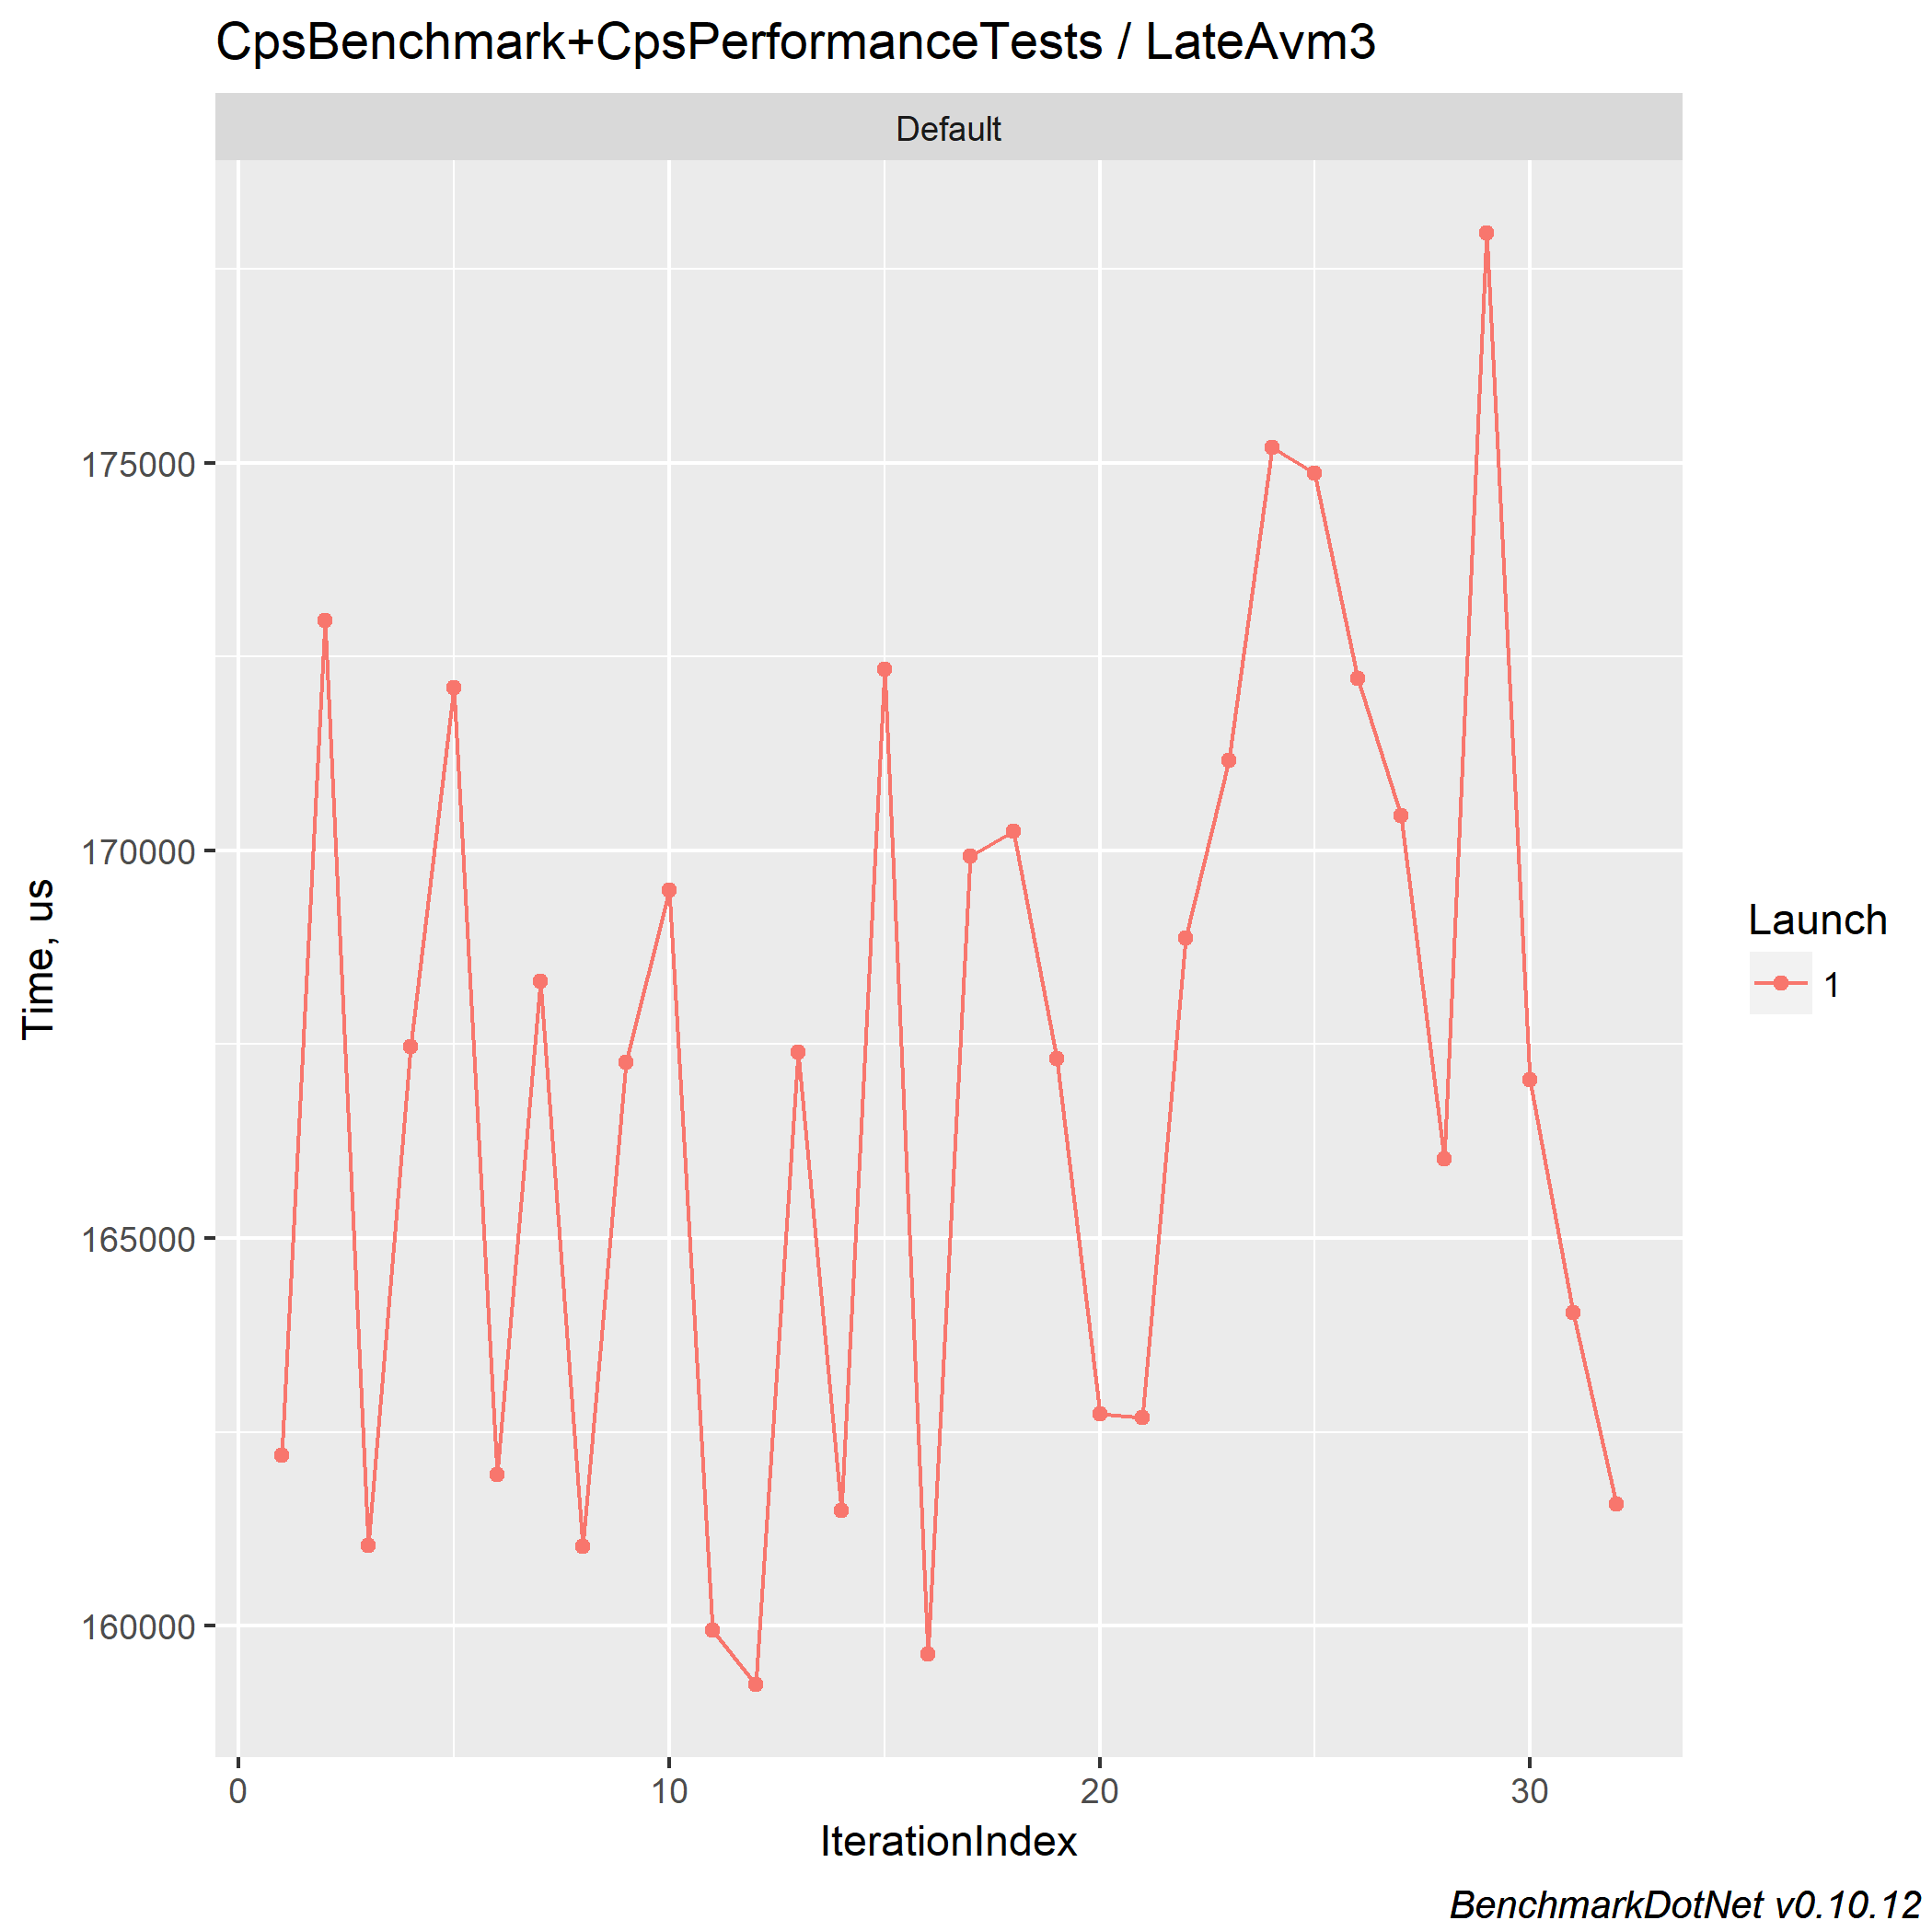 CpsBenchmark+CpsPerformanceTests / LateAvm3
Default
175000
170000
165000
160000
Time, us
0 10 20 30
IterationIndex
Launch
1
BenchmarkDotNet v0.10.12